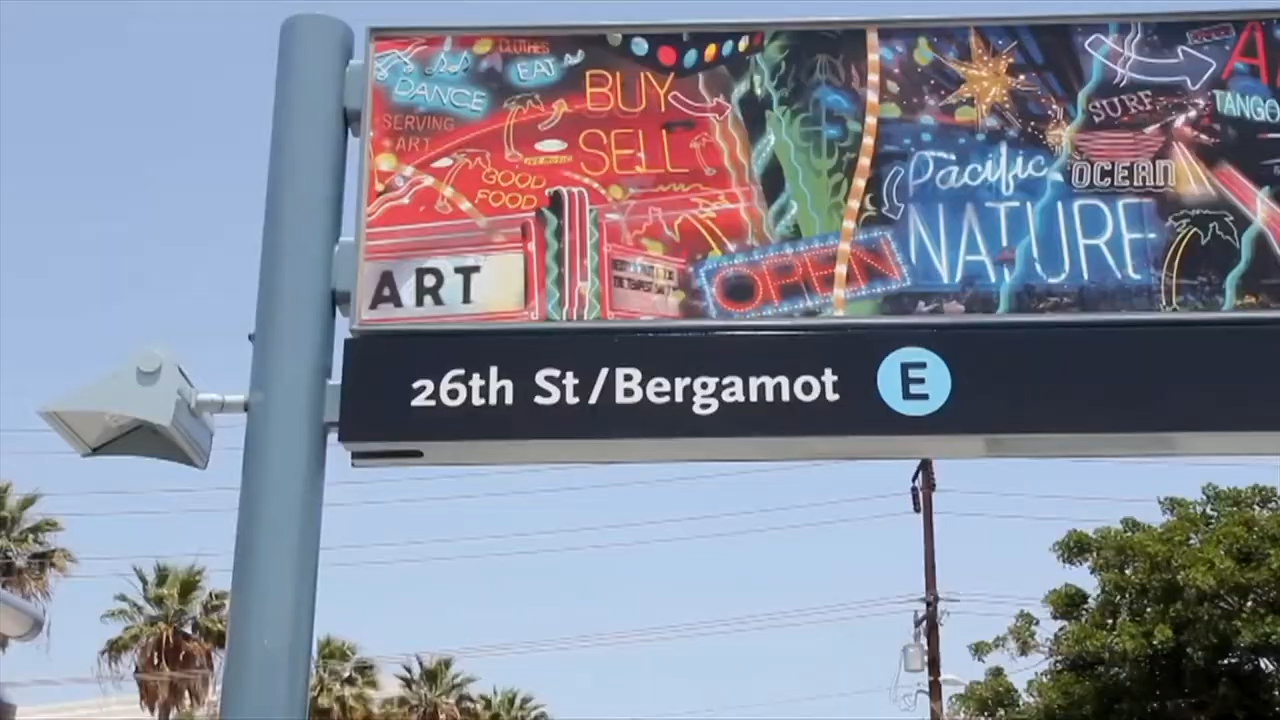 CLOTHES
EAT
DANCE
SERVING
ART
BUY
SELL
GOOD
FOOD
ART
OPEN
Pacific
NATURE
SURF
OCEAN
TANGO
26th St/Bergamot E